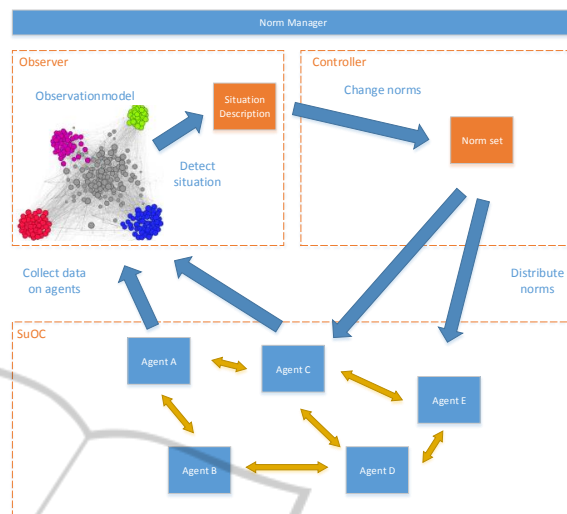 Norm Manager
Observer
Controller
Observationmodel
Situation
Description
Change norms
Norm set
Detect
situation
Collect data
on agents
Distribute
norms
SuOC
Agent A
Agent C
Agent E
Agent B
Agent D